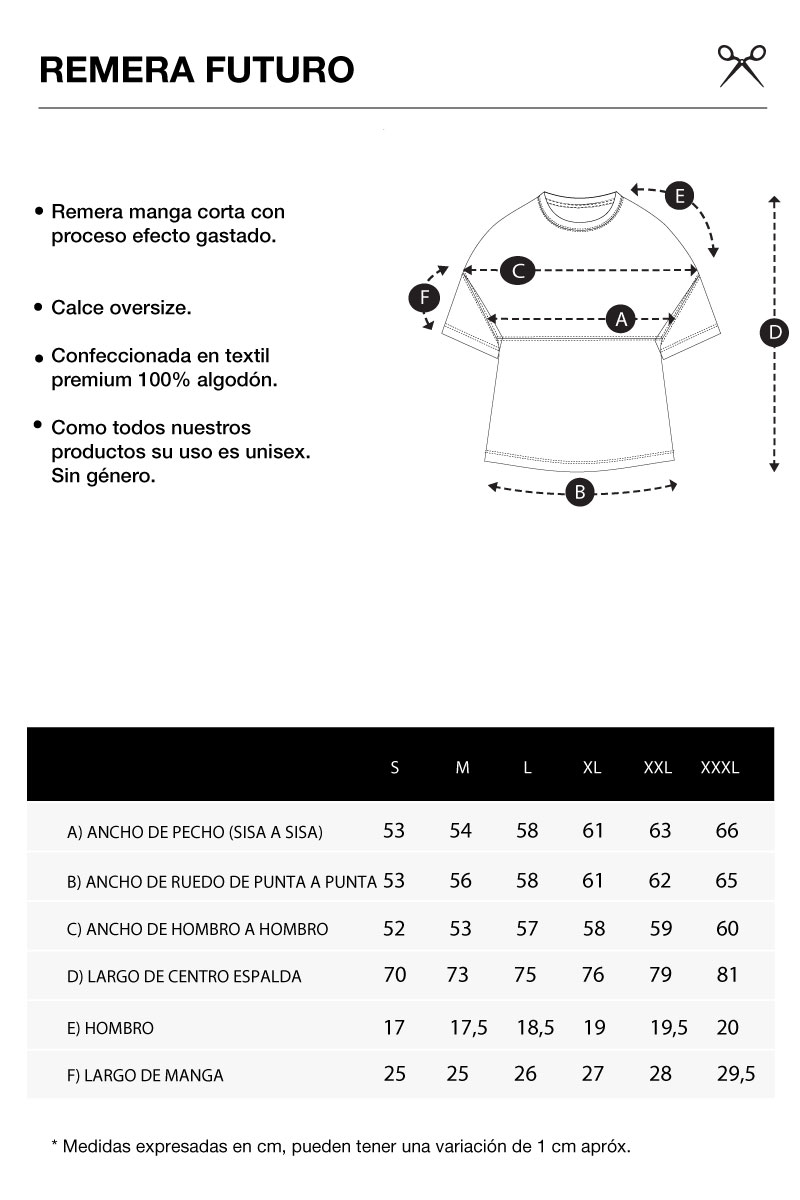 REMERA FUTURO
• Remera manga corta con
proceso efecto gastado.
• Calce oversize.
• Confeccionada en textil
premium 100% algodón.
• Como todos nuestros
productos su uso es unisex.
Sin género.
E
C
F
A
D
B
S M L XL XXL XXXL
A) ANCHO DE PECHO (SISA A SISA) 53 54 58 61 63 66
B) ANCHO DE RUEDO DE PUNTA A PUNTA 53 56 58 61 62 65
C) ANCHO DE HOMBRO A HOMBRO 52 53 57 58 59 60
D) LARGO DE CENTRO ESPALDA 70 73 75 76 79 81
E) HOMBRO 17 17,5 18,5 19 19,5 20
F) LARGO DE MANGA 25 25 26 27 28 29,5
* Medidas expresadas en cm, pueden tener una variación de 1 cm apróx.